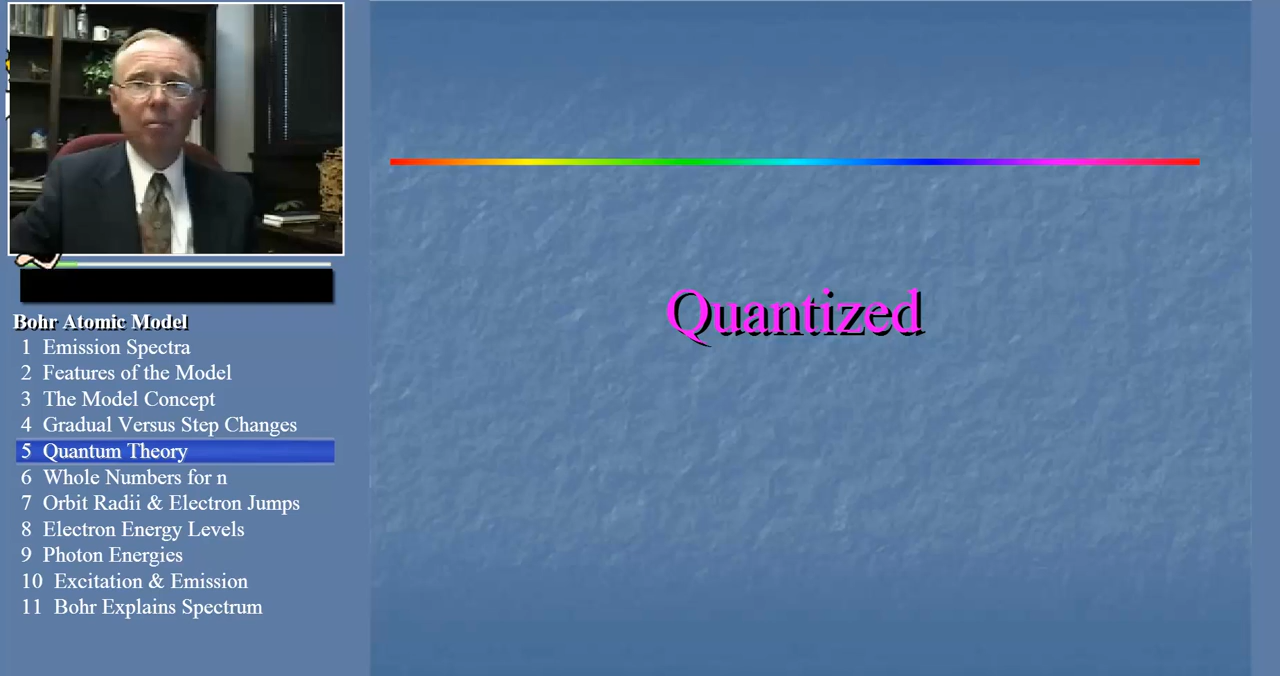 Quantized
Bohr Atomic Model
1 Emission Spectra
2 Features of the Model
3 The Model Concept
4 Gradual Versus Step Changes
5 Quantum Theory
6 Whole Numbers for n
7 Orbit Radii & Electron Jumps
8 Electron Energy Levels
9 Photon Energies
10 Excitation & Emission
11 Bohr Explains Spectrum